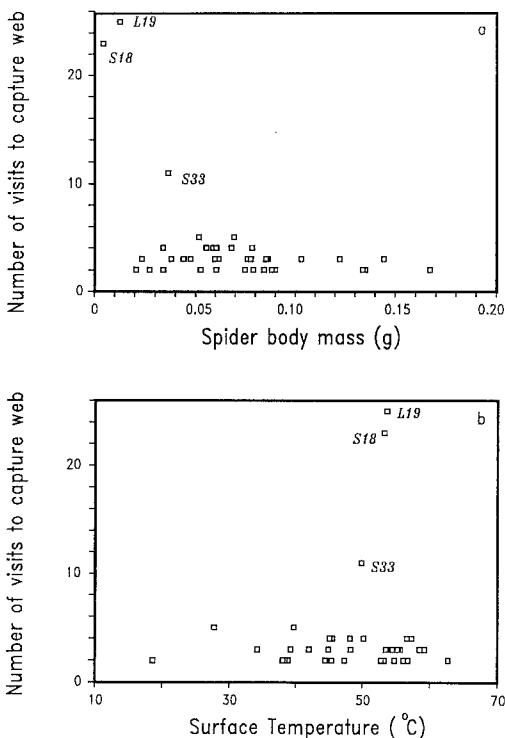 Number of visits to capture web
20
10
0
L19
S18
S33
a
0
0.05
0.10
0.15
0.20
Spider body mass (g)
Number of visits to capture web
20
10
0
L19
S18
S33
b
10
30
50
70
Surface Temperature (°C)